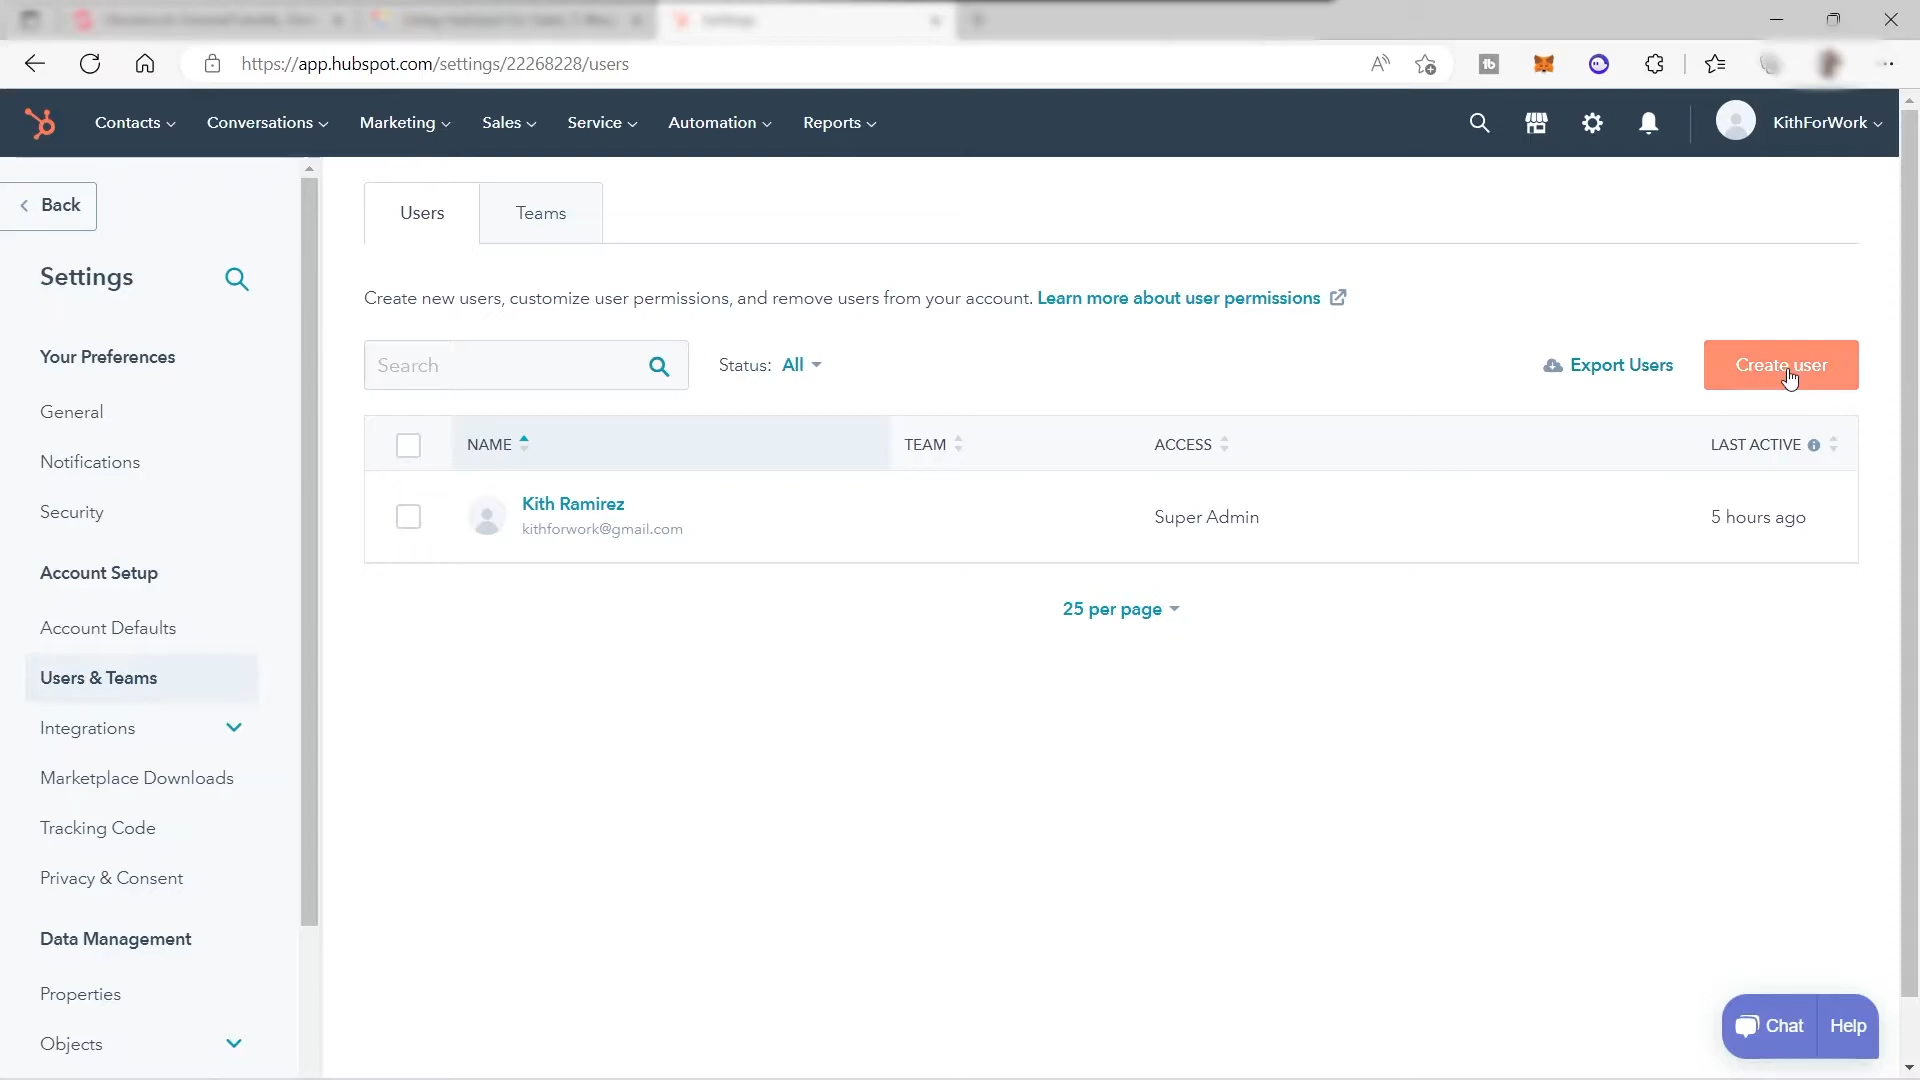 https://app.hubspot.com/settings/22268228/users
Contacts Conversations Marketing Sales Service Automation Reports KithForWork
Back
Settings
Your Preferences
General
Notifications
Security
Account Setup
Account Defaults
Users & Teams
Integrations
Marketplace Downloads
Tracking Code
Privacy & Consent
Data Management
Properties
Objects
Users Teams
Create new users, customize user permissions, and remove users from your account. Learn more about user permissions
Search Status: All Export Users Create user
NAME TEAM ACCESS LAST ACTIVE
Kith Ramirez
kithforwork@gmail.com
Super Admin 5 hours ago
25 per page
Chat Help